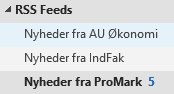 RSS Feeds
Nyheder fra AU Økonomi
Nyheder fra IndFak
Nyheder fra ProMark 5